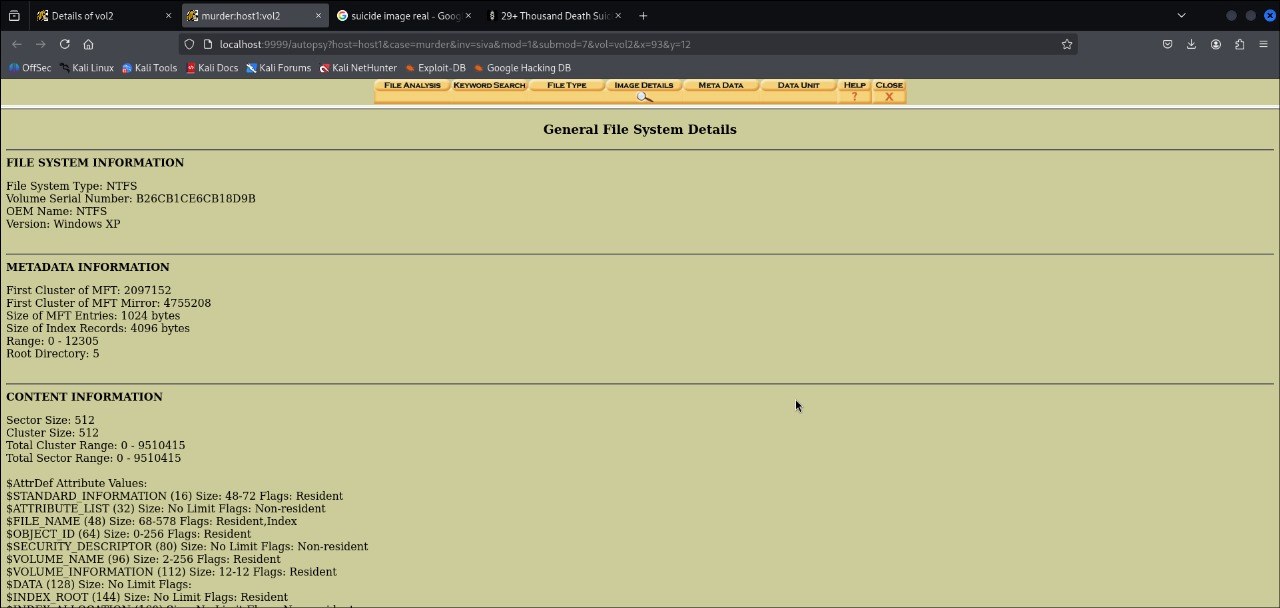 Details of vol2
murder:host1:vol2
suicide image real - Goog
29+ Thousand Death Suic
localhost:9999/autopsy?host=host1&case=murder&inv=siva&mod=1&submod=7&vol=vol2&x=93&y=12
OffSec Kali Linux Kali Tools Kali Docs Kali Forums Kali NetHunter Exploit-DB Google Hacking DB
FILE ANALYSIS KEYWORD SEARCH FILE TYPE IMAGE DETAILS META DATA DATA UNIT HELP CLOSE
? X
General File System Details
FILE SYSTEM INFORMATION
File System Type: NTFS
Volume Serial Number: B26CB1CE6CB18D9B
OEM Name: NTFS
Version: Windows XP
METADATA INFORMATION
First Cluster of MFT: 2097152
First Cluster of MFT Mirror: 4755208
Size of MFT Entries: 1024 bytes
Size of Index Records: 4096 bytes
Range: 0 - 12305
Root Directory: 5
CONTENT INFORMATION
Sector Size: 512
Cluster Size: 512
Total Cluster Range: 0 - 9510415
Total Sector Range: 0 - 9510415
$AttrDef Attribute Values:
$STANDARD_INFORMATION (16) Size: 48-72 Flags: Resident
$ATTRIBUTE_LIST (32) Size: No Limit Flags: Non-resident
$FILE_NAME (48) Size: 68-578 Flags: Resident,Index
$OBJECT_ID (64) Size: 0-256 Flags: Resident
$SECURITY_DESCRIPTOR (80) Size: No Limit Flags: Non-resident
$VOLUME_NAME (96) Size: 2-256 Flags: Resident
$VOLUME_INFORMATION (112) Size: 12-12 Flags: Resident
$DATA (128) Size: No Limit Flags:
$INDEX_ROOT (144) Size: No Limit Flags: Resident